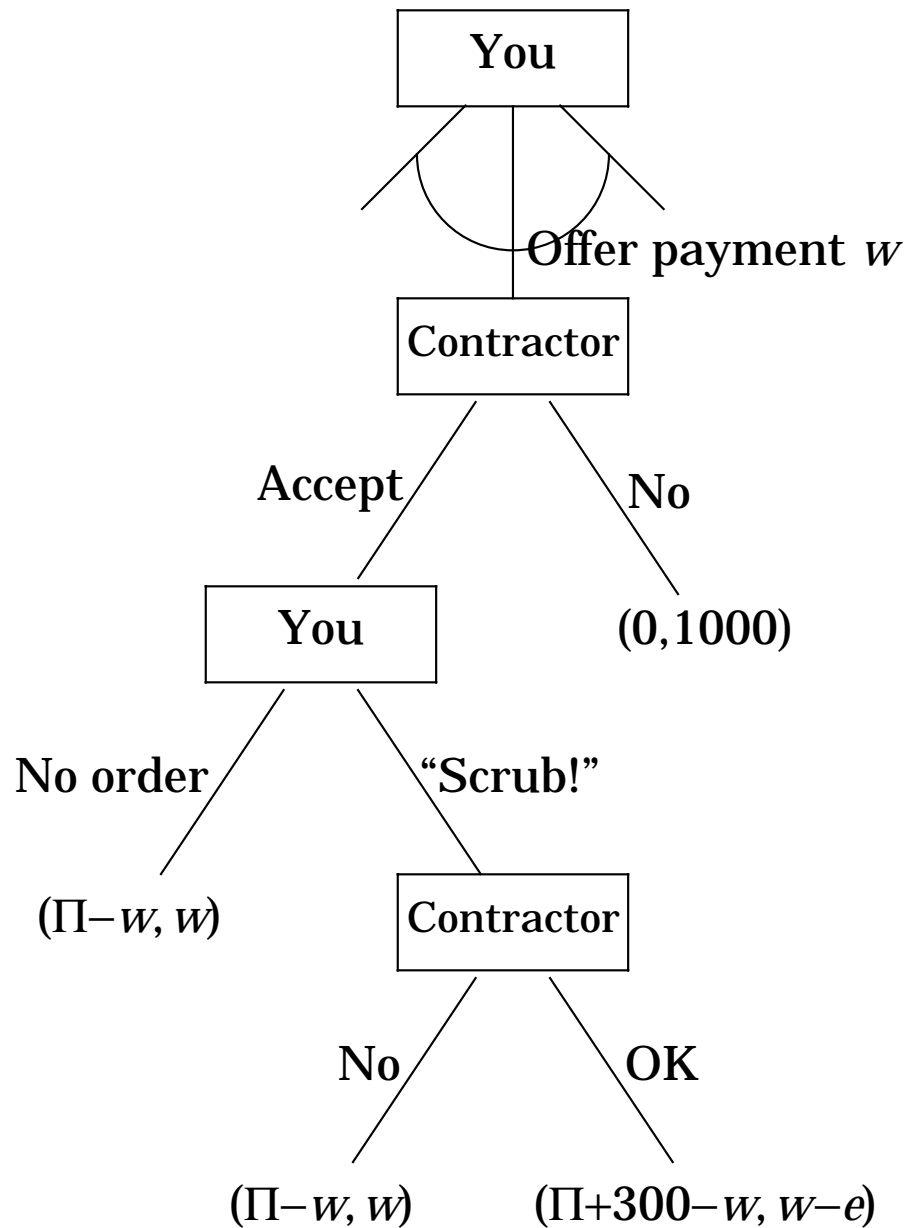 You
Offer payment w
Contractor
Accept
No
You
(0,1000)
No order
“Scrub!”
(Π−w, w)
Contractor
No
OK
(Π−w, w)
(Π+300−w, w−e)